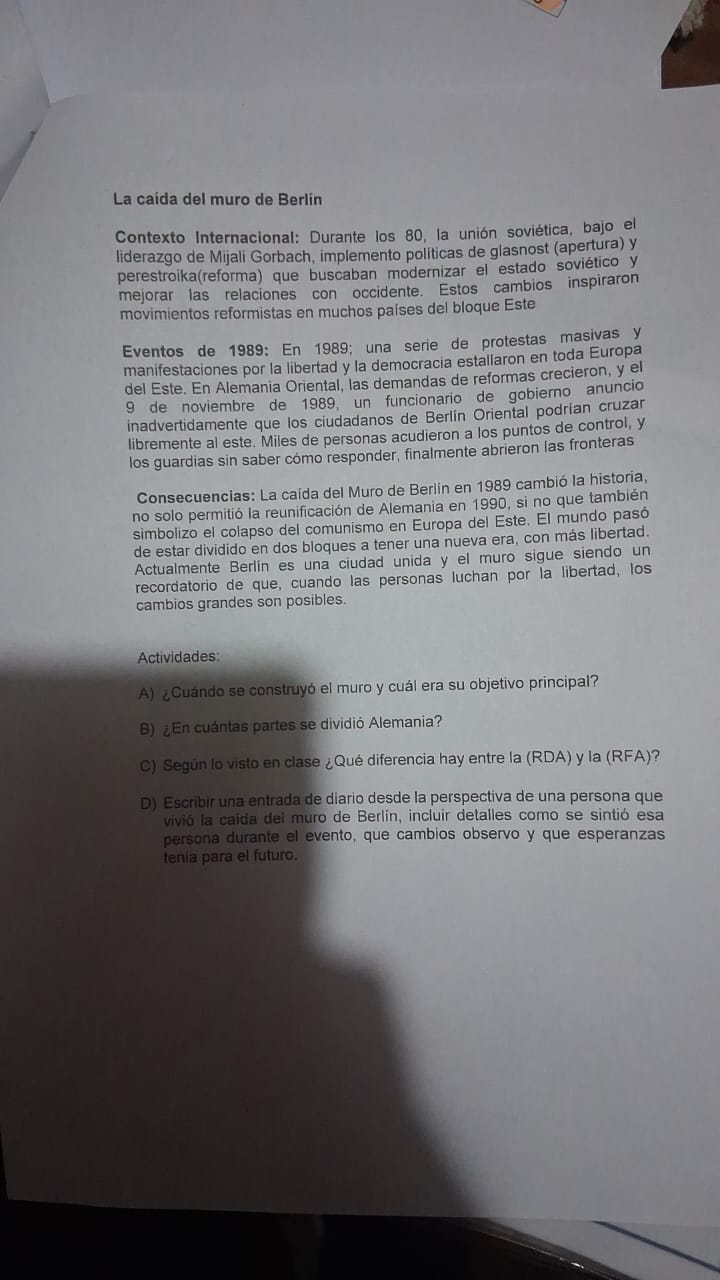 La caída del muro de Berlín
Contexto Internacional: Durante los 80, la unión soviética, bajo el
liderazgo de Mijali Gorbach, implemento políticas de glasnost (apertura) y
perestroika(reforma) que buscaban modernizar el estado soviético y
mejorar las relaciones con occidente. Estos cambios inspiraron
movimientos reformistas en muchos países del bloque Este
Eventos de 1989: En 1989; una serie de protestas masivas y
manifestaciones por la libertad y la democracia estallaron en toda Europa
del Este. En Alemania Oriental, las demandas de reformas crecieron, y el
9 de noviembre de 1989, un funcionario de gobierno anuncio
inadvertidamente que los ciudadanos de Berlín Oriental podrían cruzar
libremente al este. Miles de personas acudieron a los puntos de control, y
los guardias sin saber cómo responder, finalmente abrieron las fronteras
Consecuencias: La caída del Muro de Berlín en 1989 cambió la historia,
no solo permitió la reunificación de Alemania en 1990, si no que también
simbolizo el colapso del comunismo en Europa del Este. El mundo pasó
de estar dividido en dos bloques a tener una nueva era, con más libertad.
Actualmente Berlín es una ciudad unida y el muro sigue siendo un
recordatorio de que, cuando las personas luchan por la libertad, los
cambios grandes son posibles.
Actividades:
A) ¿Cuándo se construyó el muro y cuál era su objetivo principal?
B) ¿En cuántas partes se dividió Alemania?
C) Según lo visto en clase ¿Qué diferencia hay entre la (RDA) y la (RFA)?
D) Escribir una entrada de diario desde la perspectiva de una persona que
vivió la caída del muro de Berlín, incluir detalles como se sintió esa
persona durante el evento, que cambios observo y que esperanzas
tenia para el futuro.